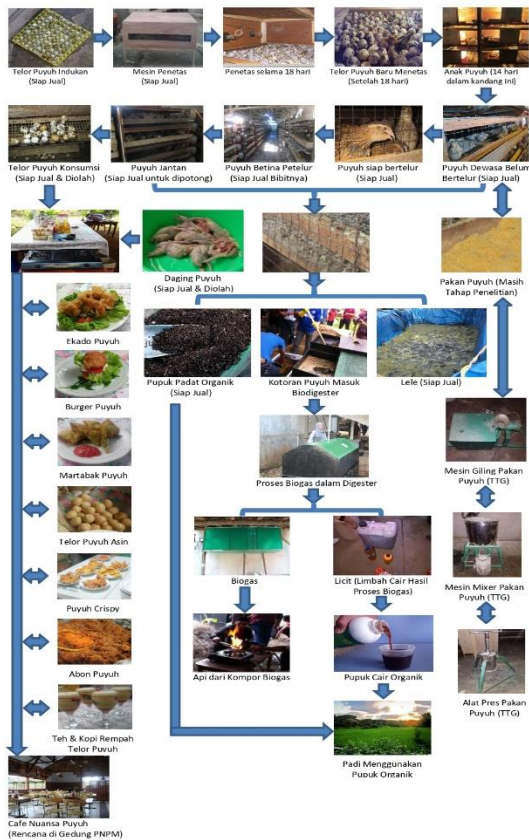 Telor Puyuh Indukan
(Siap Jual)
Mesin Penetas
(Siap Jual)
Penetas selama 18 hari
Telor Puyuh Baru Menetas
(Setelah 18 hari)
Anak Puyuh (14 hari
dalam kandang Ini)
Telor Puyuh Konsumsi
(Siap Jual & Diolah)
Puyuh Jantan
(Siap Jual untuk dipotong)
Puyuh Betina Petelur
(Siap Jual Bibitnya)
Puyuh siap bertelur
(Siap Jual)
Puyuh Dewasa Belum
Bertelur (Siap Jual)
Daging Puyuh
(Siap Jual & Diolah)
Pakan Puyuh (Masih
Tahap Penelitian)
Ekado Puyuh
Pupuk Padat Organik
(Siap Jual)
Kotoran Puyuh Masuk
Biodigester
Lele (Siap Jual)
Burger Puyuh
Martabak Puyuh
Proses Biogas dalam Digester
Mesin Giling Pakan
Puyuh (TTG)
Telor Puyuh Asin
Biogas
Licit (Limbah Cair Hasil
Proses Biogas)
Mesin Mixer Pakan
Puyuh (TTG)
Puyuh Crispy
Abon Puyuh
Api dari Kompor Biogas
Pupuk Cair Organik
Alat Pres Pakan
Puyuh (TTG)
Teh & Kopi Rempah
Telor Puyuh
Padi Menggunakan
Pupuk Organik
Cafe Nuansa Puyuh
(Rencana di Gedung PNPM)